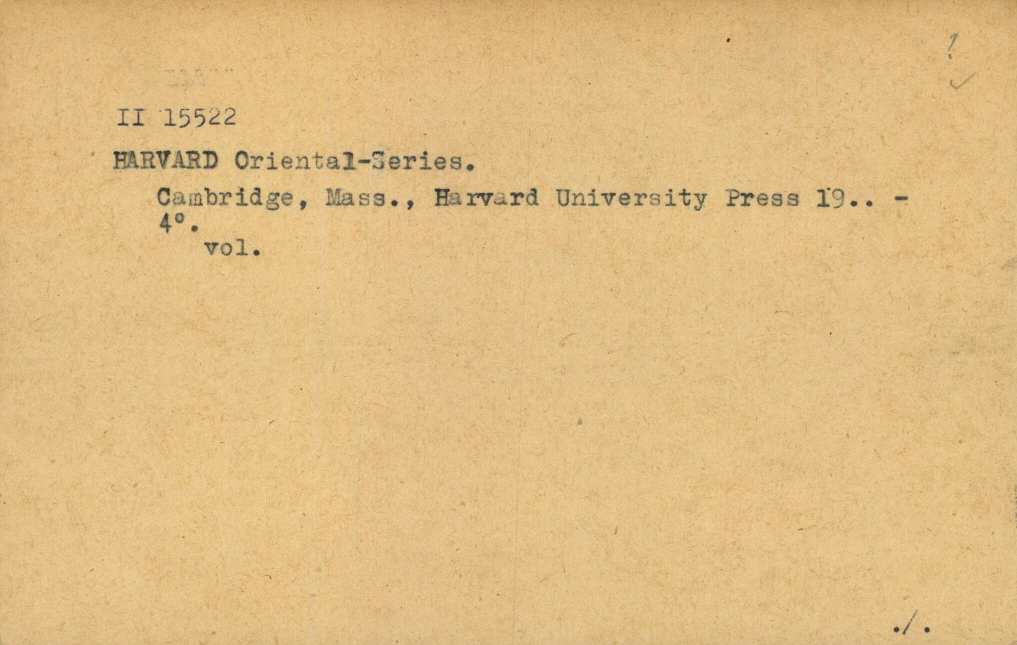 ?
II 15522
HARVARD Oriental-Series.
Cambridge, Mass., Harvard University Press 19.. -
4°.
vol.
./.